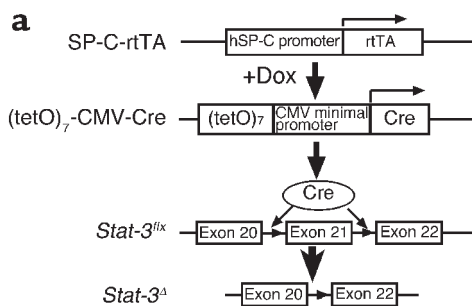 a
SP-C-rtTA
hSP-C promoter rtTA
+Dox
(tetO)7-CMV-Cre
(tetO)7 CMV minimal promoter Cre
Cre
Stat-3flx
Exon 20 Exon 21 Exon 22
Stat-3Δ
Exon 20 Exon 22